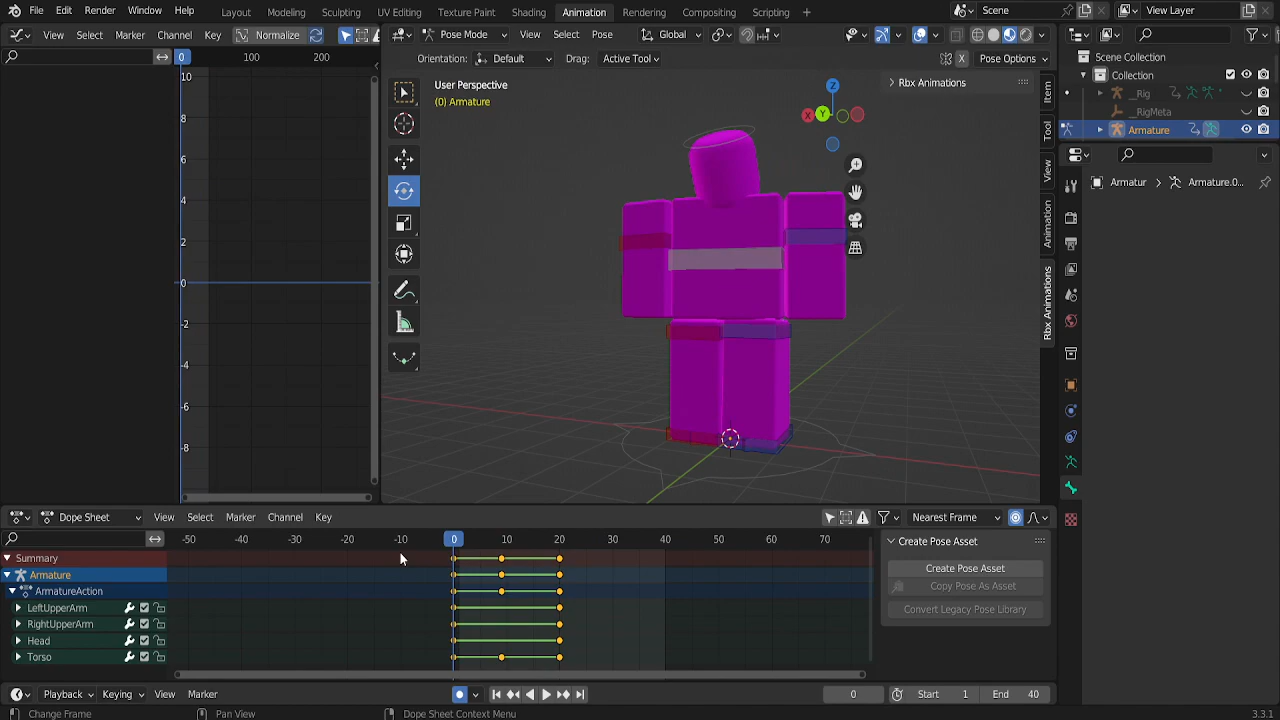 File Edit Render Window Help Layout Modeling Sculpting UV Editing Texture Paint Shading Animation Rendering Compositing Scripting + Scene View Layer
View Select Marker Channel Key Normalize Pose Mode View Select Pose Global
Orientation: Default Drag: Active Tool X Pose Options
0 100 200
10
8
6
4
2
0
-2
-4
-6
-8
User Perspective
(0) Armature
Rbx Animations
Z
X
Y
Item
Tool
View
Animation
Rbx Animations
Scene Collection
Collection
__Rig
__RigMeta
Armature
Armatur > Armature.0...
Dope Sheet View Select Marker Channel Key Nearest Frame
-50 -40 -30 -20 -10 0 10 20 30 40 50 60 70
Summary
Armature
ArmatureAction
LeftUpperArm
RightUpperArm
Head
Torso
Create Pose Asset
Create Pose Asset
Copy Pose As Asset
Convert Legacy Pose Library
Playback Keying View Marker 0 Start 1 End 40
Change Frame Pan View Dope Sheet Context Menu 3.3.1